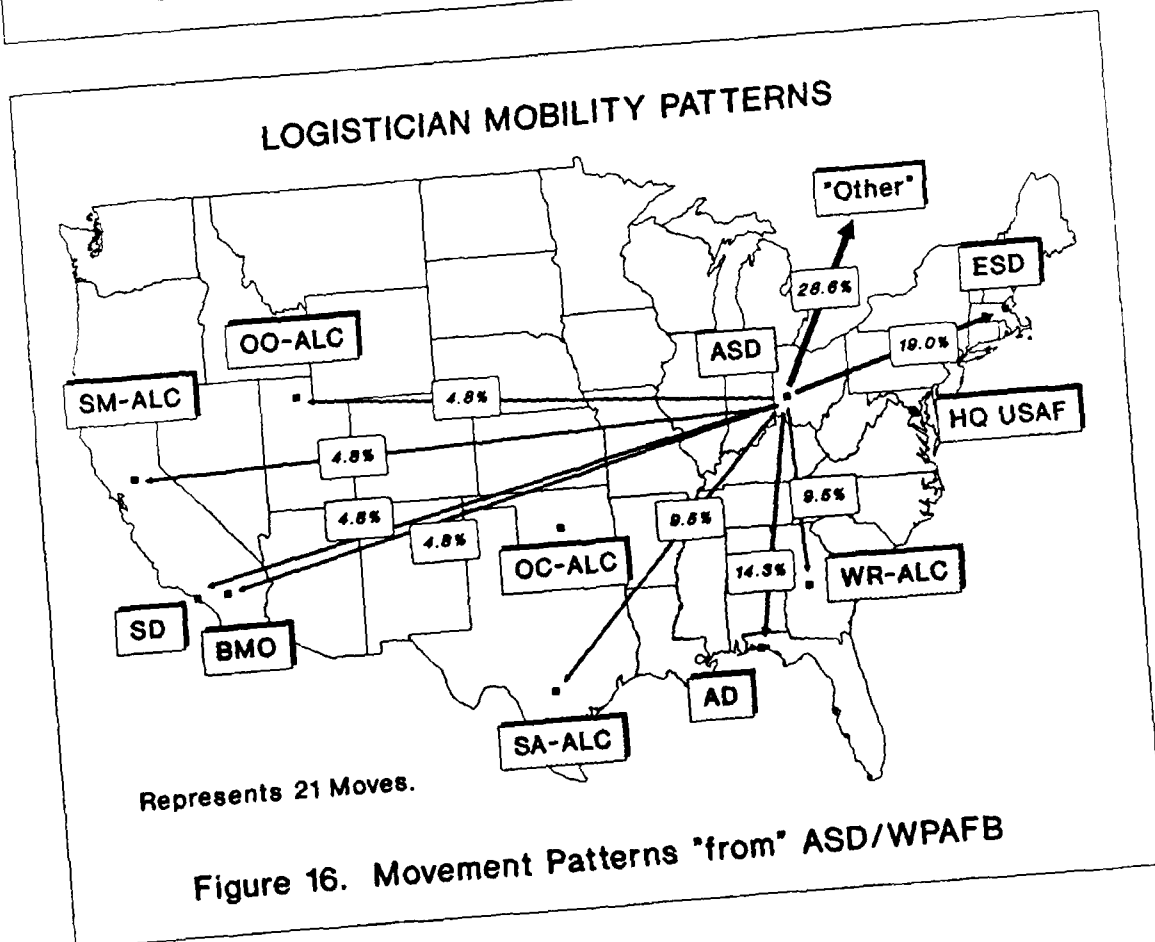 LOGISTICIAN MOBILITY PATTERNS
"Other"
ESD
28.6%
OO-ALC
ASD
19.0%
SM-ALC
4.8%
HQ USAF
4.8%
9.5%
4.8%
9.5%
4.8%
OC-ALC
14.3%
WR-ALC
SD
BMO
AD
SA-ALC
Represents 21 Moves.
Figure 16. Movement Patterns "from" ASD/WPAFB